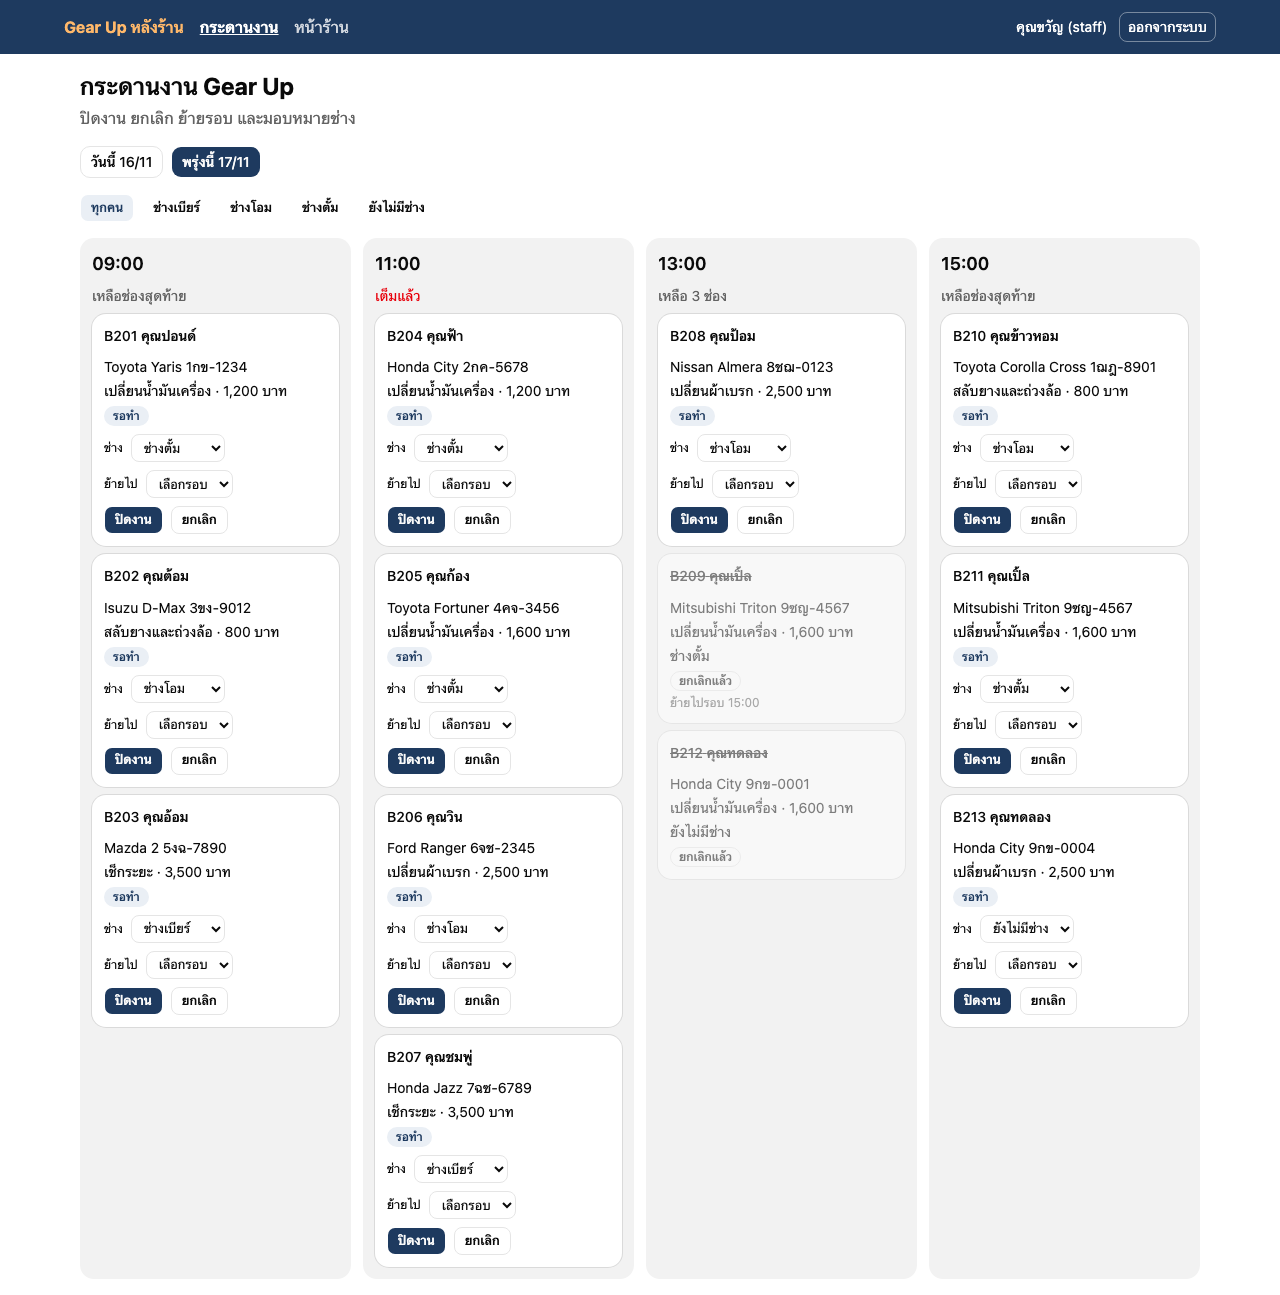 Gear Up หลังร้าน กระดานงาน หน้าร้าน คุณขวัญ (staff) ออกจากระบบ
กระดานงาน Gear Up
ปิดงาน ยกเลิก ย้ายรอบ และมอบหมายช่าง
วันนี้ 16/11 พรุ่งนี้ 17/11
ทุกคน ช่างเบียร์ ช่างโอม ช่างตั้ม ยังไม่มีช่าง
09:00
เหลือช่องสุดท้าย
B201 คุณปอนด์
Toyota Yaris 1กข-1234
เปลี่ยนน้ำมันเครื่อง · 1,200 บาท
รอทำ
ช่าง ช่างตั้ม
ย้ายไป เลือกรอบ
ปิดงาน ยกเลิก
B202 คุณต้อม
Isuzu D-Max 3ขง-9012
สลับยางและถ่วงล้อ · 800 บาท
รอทำ
ช่าง ช่างโอม
ย้ายไป เลือกรอบ
ปิดงาน ยกเลิก
B203 คุณอ้อม
Mazda 2 5งฉ-7890
เช็กระยะ · 3,500 บาท
รอทำ
ช่าง ช่างเบียร์
ย้ายไป เลือกรอบ
ปิดงาน ยกเลิก
11:00
เต็มแล้ว
B204 คุณฟ้า
Honda City 2กค-5678
เปลี่ยนน้ำมันเครื่อง · 1,200 บาท
รอทำ
ช่าง ช่างตั้ม
ย้ายไป เลือกรอบ
ปิดงาน ยกเลิก
B205 คุณก้อง
Toyota Fortuner 4คจ-3456
เปลี่ยนน้ำมันเครื่อง · 1,600 บาท
รอทำ
ช่าง ช่างตั้ม
ย้ายไป เลือกรอบ
ปิดงาน ยกเลิก
B206 คุณวิน
Ford Ranger 6จช-2345
เปลี่ยนผ้าเบรก · 2,500 บาท
รอทำ
ช่าง ช่างโอม
ย้ายไป เลือกรอบ
ปิดงาน ยกเลิก
B207 คุณชมพู่
Honda Jazz 7ฉซ-6789
เช็กระยะ · 3,500 บาท
รอทำ
ช่าง ช่างเบียร์
ย้ายไป เลือกรอบ
ปิดงาน ยกเลิก
13:00
เหลือ 3 ช่อง
B208 คุณป้อม
Nissan Almera 8ชฌ-0123
เปลี่ยนผ้าเบรก · 2,500 บาท
รอทำ
ช่าง ช่างโอม
ย้ายไป เลือกรอบ
ปิดงาน ยกเลิก
B209 คุณเปิ้ล
Mitsubishi Triton 9ซญ-4567
เปลี่ยนน้ำมันเครื่อง · 1,600 บาท
ช่างตั้ม
ยกเลิกแล้ว
ย้ายไปรอบ 15:00
B212 คุณทดลอง
Honda City 9กข-0001
เปลี่ยนน้ำมันเครื่อง · 1,600 บาท
ยังไม่มีช่าง
ยกเลิกแล้ว
15:00
เหลือช่องสุดท้าย
B210 คุณข้าวหอม
Toyota Corolla Cross 1ฌฎ-8901
สลับยางและถ่วงล้อ · 800 บาท
รอทำ
ช่าง ช่างโอม
ย้ายไป เลือกรอบ
ปิดงาน ยกเลิก
B211 คุณเปิ้ล
Mitsubishi Triton 9ซญ-4567
เปลี่ยนน้ำมันเครื่อง · 1,600 บาท
รอทำ
ช่าง ช่างตั้ม
ย้ายไป เลือกรอบ
ปิดงาน ยกเลิก
B213 คุณทดลอง
Honda City 9กข-0004
เปลี่ยนผ้าเบรก · 2,500 บาท
รอทำ
ช่าง ยังไม่มีช่าง
ย้ายไป เลือกรอบ
ปิดงาน ยกเลิก